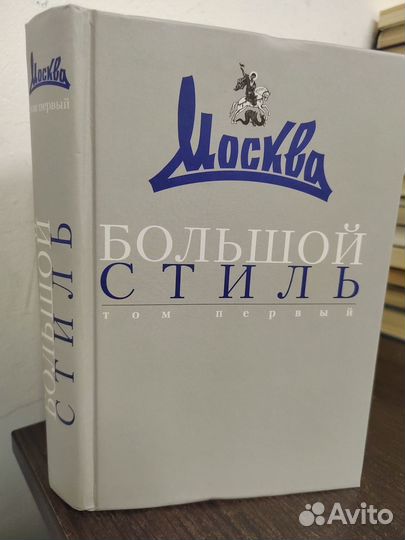 Москва
БОЛЬШОЙ
СТИЛЬ
том первый
Москва
том первый
БОЛЬШОЙ
СТИЛЬ
Avito